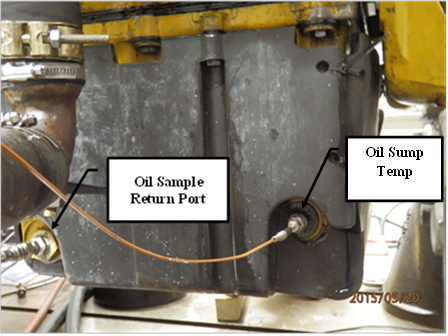 Oil Sump
Temp
Oil Sample
Return Port
2015/05/20